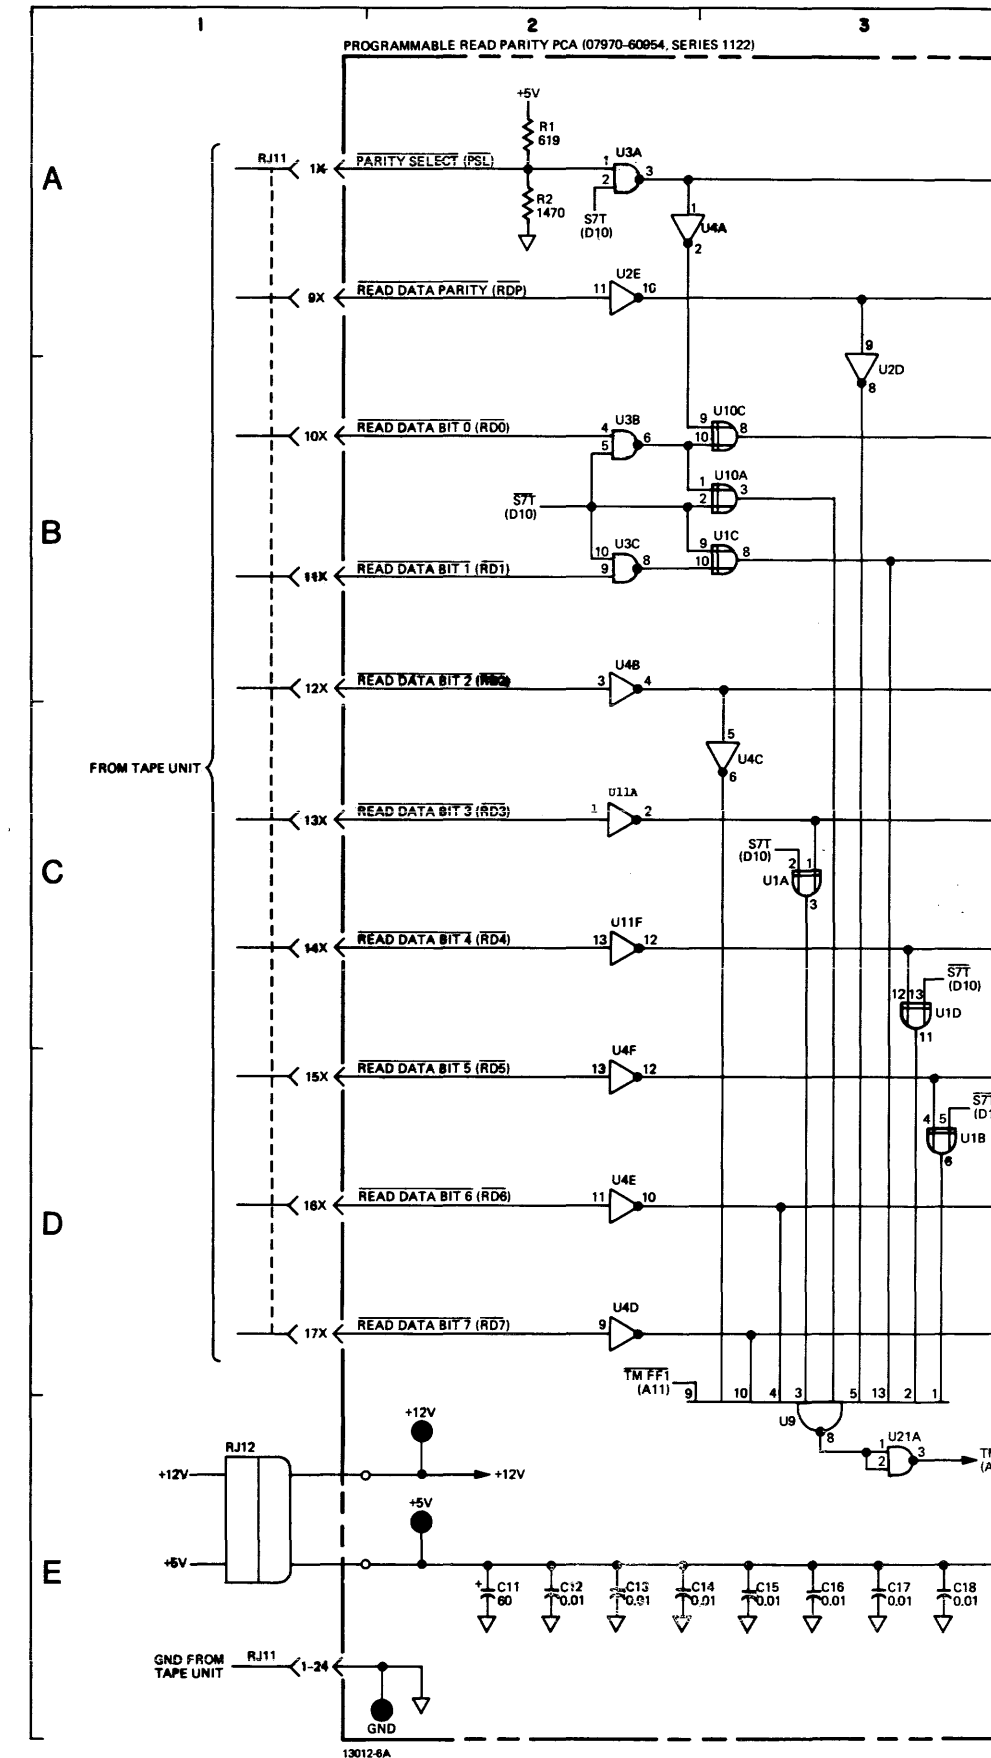 1 2 3
PROGRAMMABLE READ PARITY PCA (07970-60954, SERIES 1122)
+5V
R1
619
A
RJ11
1X
PARITY SELECT (PSL)
U3A
1
2
3
R2
1470
S7T
(D10)
1
U4A
2
9X
READ DATA PARITY (RDP)
U2E
11
10
9
U2D
8
10X
READ DATA BIT 0 (RD0)
U3B
4
5
6
U10C
9
10
8
U10A
1
2
3
S7T
(D10)
B
U3C
10
9
8
U1C
9
10
8
11X
READ DATA BIT 1 (RD1)
12X
READ DATA BIT 2
U4B
3
4
5
U4C
6
FROM TAPE UNIT
13X
READ DATA BIT 3 (RD3)
U11A
1
2
S7T
(D10)
2
1
U1A
3
C
14X
READ DATA BIT 4 (RD4)
U11F
13
12
S7T
(D10)
12
13
U1D
11
15X
READ DATA BIT 5 (RD5)
U4F
13
12
S7T
(D1
4
5
U1B
6
16X
READ DATA BIT 6 (RD6)
U4E
11
10
D
17X
READ DATA BIT 7 (RD7)
U4D
9
TM FF1
(A11)
9 10 4 3 5 13 2 1
U9
8
U21A
1
2
3
(A
RJ12
+12V
+12V
+12V
+5V
+5V
E
+
C11
60
C12
0.01
C13
0.01
C14
0.01
C15
0.01
C16
0.01
C17
0.01
C18
0.01
GND FROM
TAPE UNIT
RJ11
1-24
GND
13012-6A